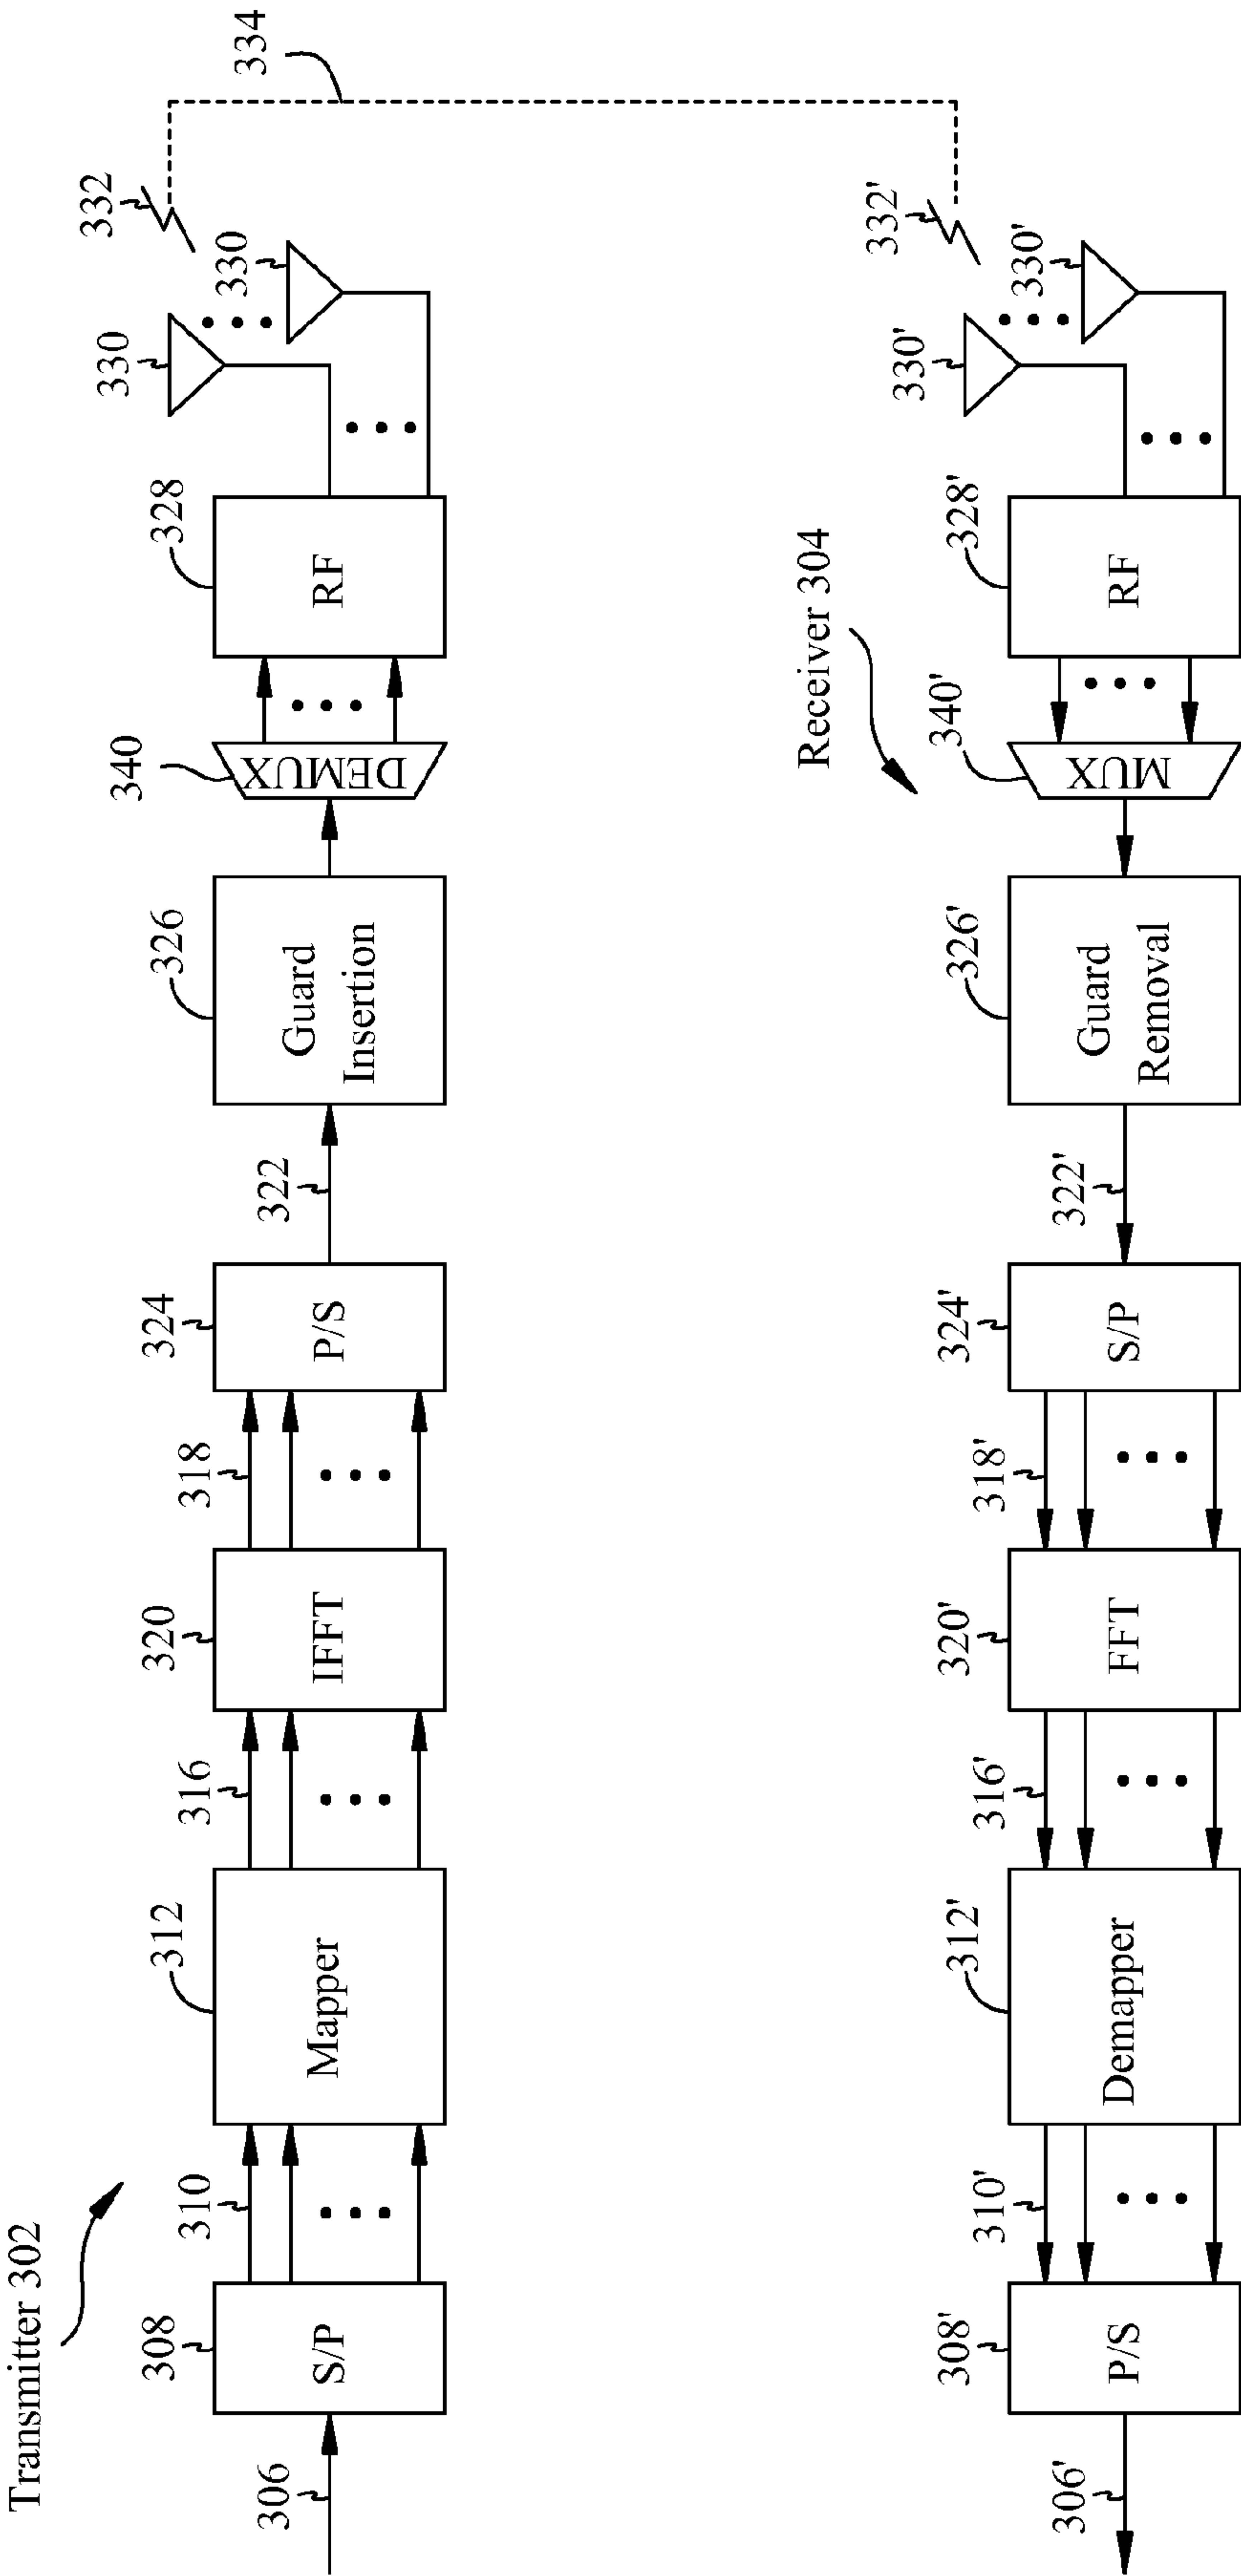 Transmitter 302
306
308
S/P
310
312
Mapper
316
320
IFFT
318
324
P/S
322
326
Guard
Insertion
340
DEMUX
328
RF
330
330
332
334
Receiver 304
306'
308'
P/S
310'
312'
Demapper
316'
320'
FFT
318'
324'
S/P
322'
326'
Guard
Removal
340'
MUX
328'
RF
330'
330'
332'